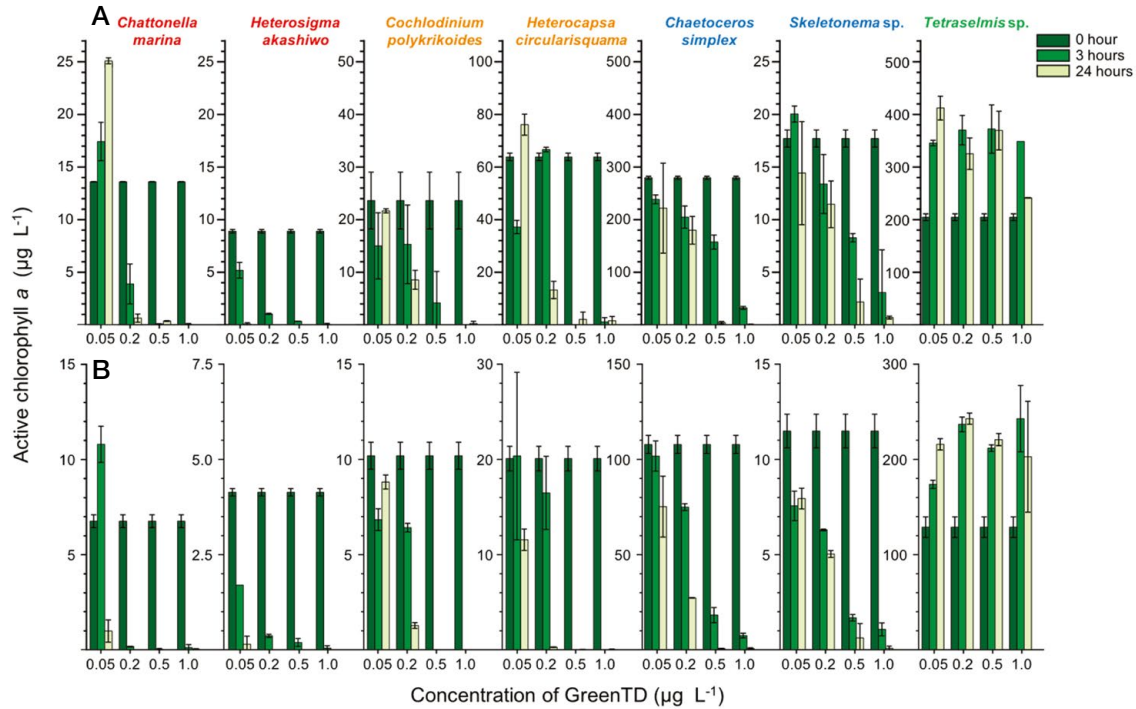 A
Chattonella marina
Heterosigma akashiwo
Cochlodinium polykrikoides
Heterocapsa circularisquama
Chaetoceros simplex
Skeletonema sp.
Tetraselmis sp.
0 hour
3 hours
24 hours
Active chlorophyll a (µg L-1)
25 20 15 10 5
25 20 15 10 5
50 40 30 20 10
100 80 60 40 20
500 400 300 200 100
25 20 15 10 5
500 400 300 200 100
0.05 0.2 0.5 1.0
0.05 0.2 0.5 1.0
0.05 0.2 0.5 1.0
0.05 0.2 0.5 1.0
0.05 0.2 0.5 1.0
0.05 0.2 0.5 1.0
0.05 0.2 0.5 1.0
B
15 10 5
7.5 5.0 2.5
15 10 5
30 20 10
150 100 50
15 10 5
300 200 100
0.05 0.2 0.5 1.0
0.05 0.2 0.5 1.0
0.05 0.2 0.5 1.0
0.05 0.2 0.5 1.0
0.05 0.2 0.5 1.0
0.05 0.2 0.5 1.0
0.05 0.2 0.5 1.0
Concentration of GreenTD (µg L-1)